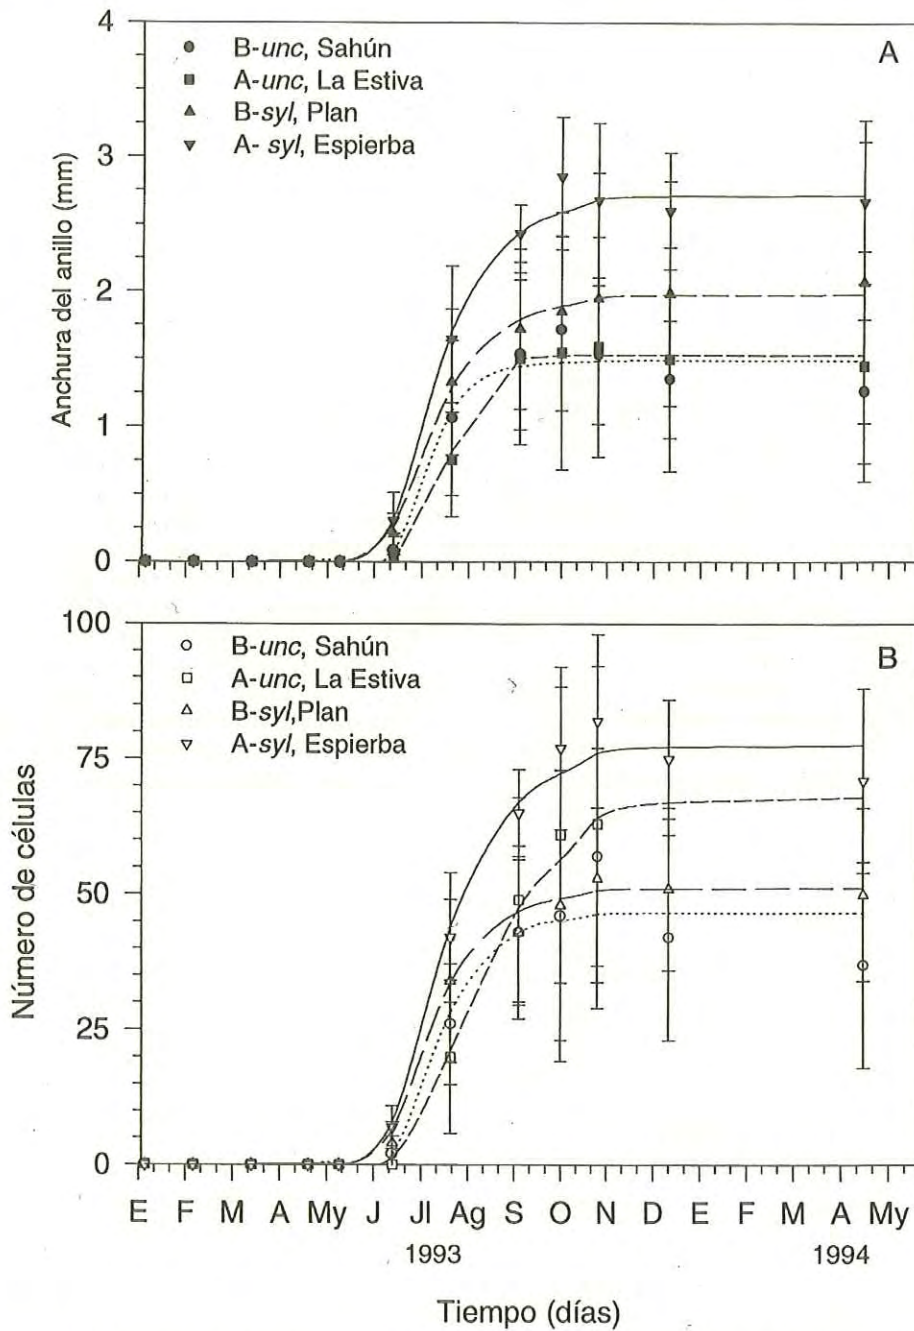 4
3
2
1
0
Anchura del anillo (mm)
A
B-unc, Sahún
A-unc, La Estiva
B-syl, Plan
A- syl, Espierba
100
75
50
25
0
Número de células
B
B-unc, Sahún
A-unc, La Estiva
B-syl,Plan
A-syl, Espierba
E F M A My J Jl Ag S O N D E F M A My
1993 1994
Tiempo (días)